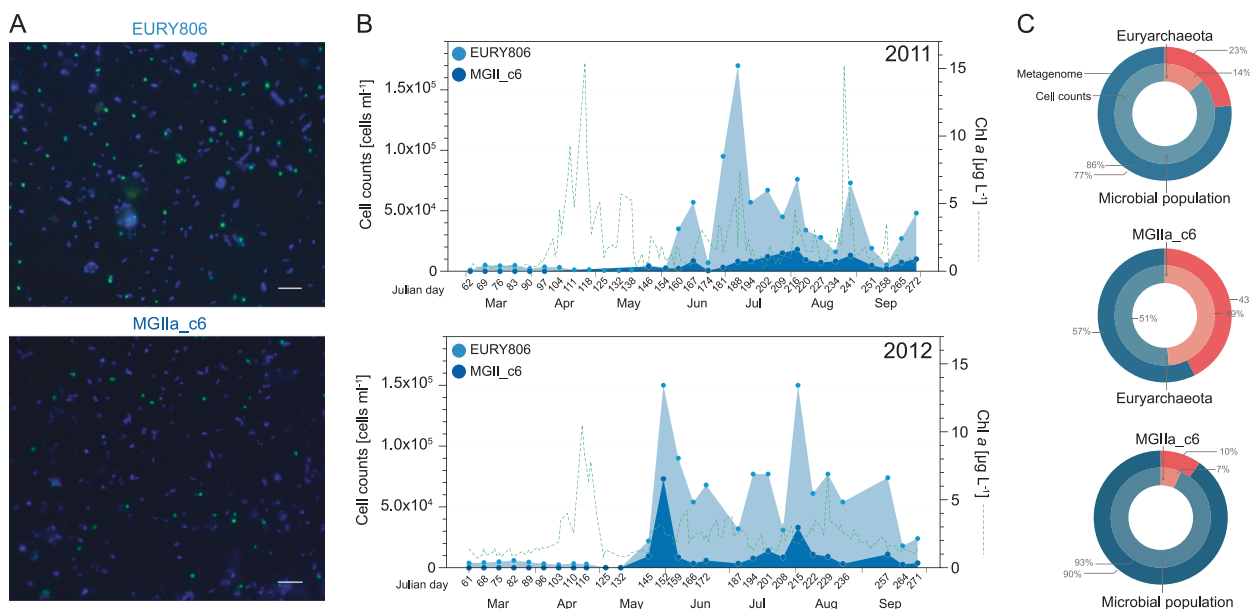 A
EURY806
MGIIa_c6
B
EURY806
MGII_c6
2011
Cell counts [cells ml⁻¹]
1.5x10⁵
1.0x10⁵
5.0x10⁴
0
15
10
5
0
Chl a [µg L⁻¹]
Julian day
62 69 76 83 90 97 104 111 118 125 132 138 146 154 160 167 174 181 188 195 202 209 216 220 227 234 241 251 258 265 272
Mar Apr May Jun Jul Aug Sep
EURY806
MGII_c6
2012
Cell counts [cells ml⁻¹]
1.5x10⁵
1.0x10⁵
5.0x10⁴
0
15
10
5
0
Chl a [µg L⁻¹]
Julian day
61 68 75 82 89 96 103 110 116 125 132 145 152 159 166 172 187 194 201 208 215 222 229 236 257 264 271
Mar Apr May Jun Jul Aug Sep
C
Euryarchaeota
23%
14%
Metagenome
Cell counts
86%
77%
Microbial population
MGIIa_c6
43
49%
51%
57%
Euryarchaeota
MGIIa_c6
10%
7%
93%
90%
Microbial population